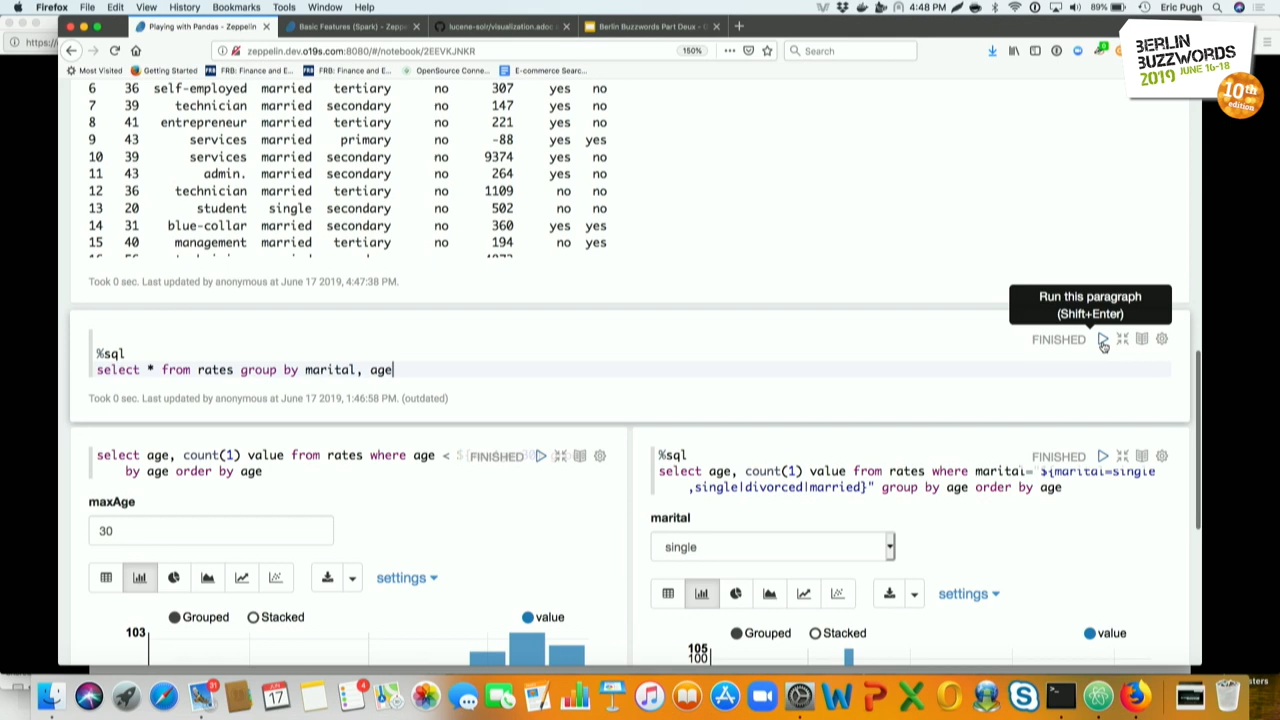 Firefox File Edit View History Bookmarks Tools Window Help
4:48 PM 89% Eric Pugh
Playing with Pandas - Zeppelin
Basic Features (Spark) - Zeppe
lucene-solr/visualization.adoc
Berlin Buzzwords Part Deux - G
https:/
zeppelin.dev.o19s.com:8080/#/notebook/2EEVKJNKR
150%
Search
Most Visited Getting Started FRB: Finance and E... FRB: Finance and E... OpenSource Conne... E-commerce Searc...
BERLIN
BUZZWORDS
2019 JUNE 16-18
10th
edition
6 36 self-employed married tertiary no 307 yes no
7 39 technician married secondary no 147 yes no
8 41 entrepreneur married tertiary no 221 yes no
9 43 services married primary no -88 yes yes
10 39 services married secondary no 9374 yes no
11 43 admin. married secondary no 264 yes no
12 36 technician married tertiary no 1109 no no
13 20 student single secondary no 502 no no
14 31 blue-collar married secondary no 360 yes yes
15 40 management married tertiary no 194 no yes
Took 0 sec. Last updated by anonymous at June 17 2019, 4:47:38 PM.
Run this paragraph
(Shift+Enter)
FINISHED
%sql
select * from rates group by marital, age
Took 0 sec. Last updated by anonymous at June 17 2019, 1:46:58 PM. (outdated)
select age, count(1) value from rates where age <
by age order by age
FINISHED
maxAge
30
settings
Grouped Stacked value
103
%sql
FINISHED
select age, count(1) value from rates where marital="${marital=single
,single|divorced|married}" group by age order by age
marital
single
settings
Grouped Stacked value
105
100
17
31